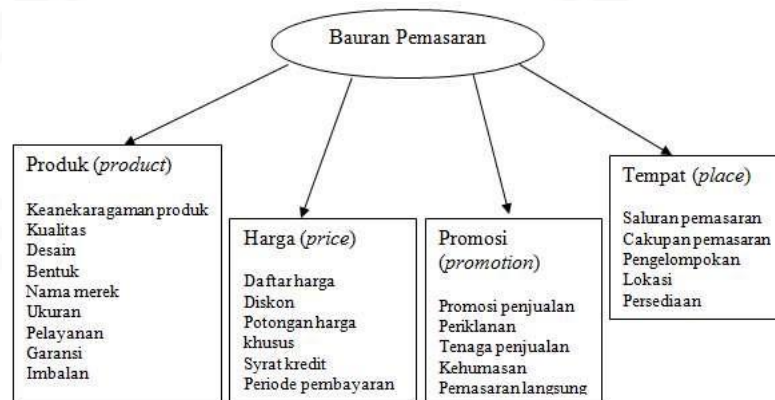 Bauran Pemasaran
Produk (product)
Keanekaragaman produk
Kualitas
Desain
Bentuk
Nama merek
Ukuran
Pelayanan
Garansi
Imbalan
Harga (price)
Daftar harga
Diskon
Potongan harga
khusus
Syrat kredit
Periode pembayaran
Promosi
(promotion)
Promosi penjualan
Periklanan
Tenaga penjualan
Kehumasan
Pemasaran langsung
Tempat (place)
Saluran pemasaran
Cakupan pemasaran
Pengelompokan
Lokasi
Persediaan